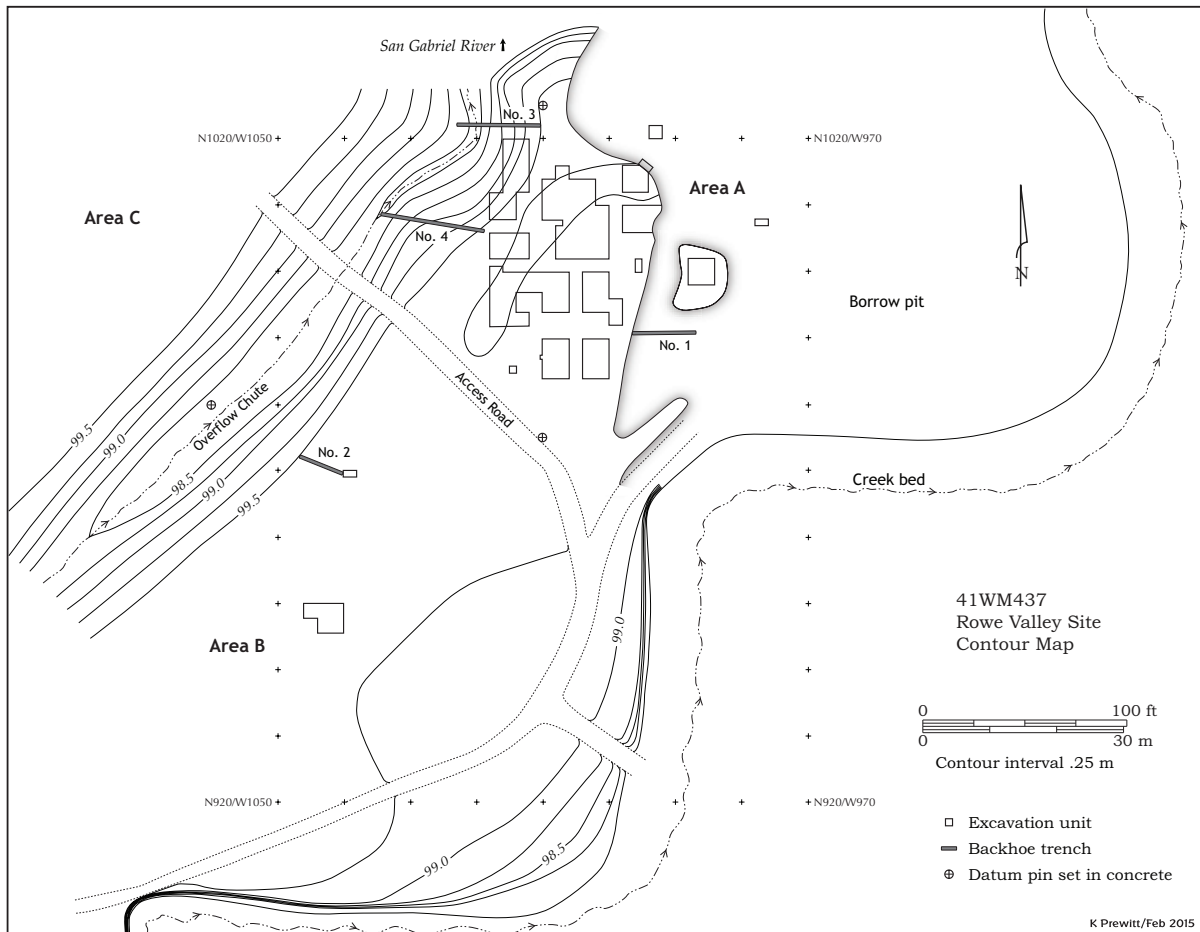 San Gabriel River
No. 3
N1020/W1050
N1020/W970
Area A
Area C
No. 4
N
Borrow pit
No. 1
Access Road
Overflow Chute
99.5
99.0
98.5
99.0
99.5
No. 2
Creek bed
41WM437
Rowe Valley Site
Contour Map
99.0
Area B
0 100 ft
0 30 m
Contour interval .25 m
N920/W1050
N920/W970
99.0
98.5
Excavation unit
Backhoe trench
Datum pin set in concrete
K Prewitt/Feb 2015